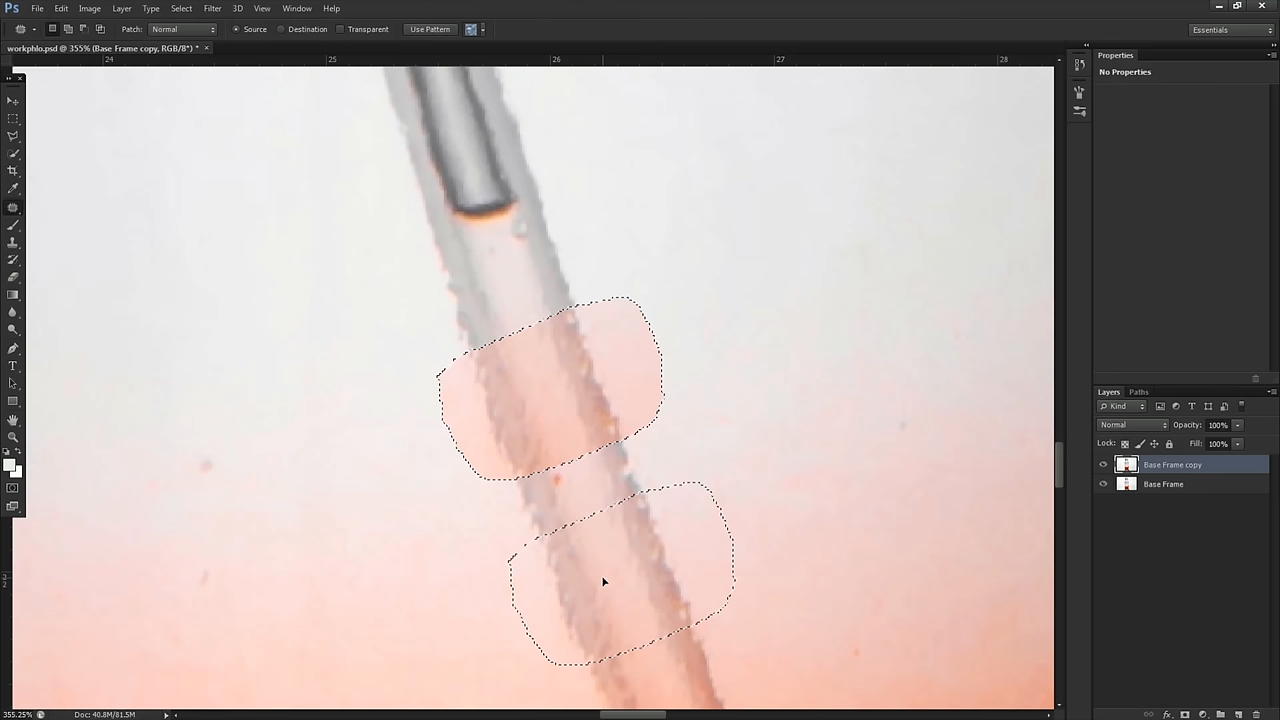 Ps File Edit Image Layer Type Select Filter 3D View Window Help
Patch: Normal Source Destination Transparent Use Pattern Essentials
workphlo.psd @ 355% (Base Frame copy, RGB/8*) * ×
24 25 26 27 28
Properties
No Properties
Layers Paths
Kind
Normal Opacity: 100%
Lock: Fill: 100%
Base Frame copy
Base Frame
fx
355.25% Doc: 40.8M/81.5M